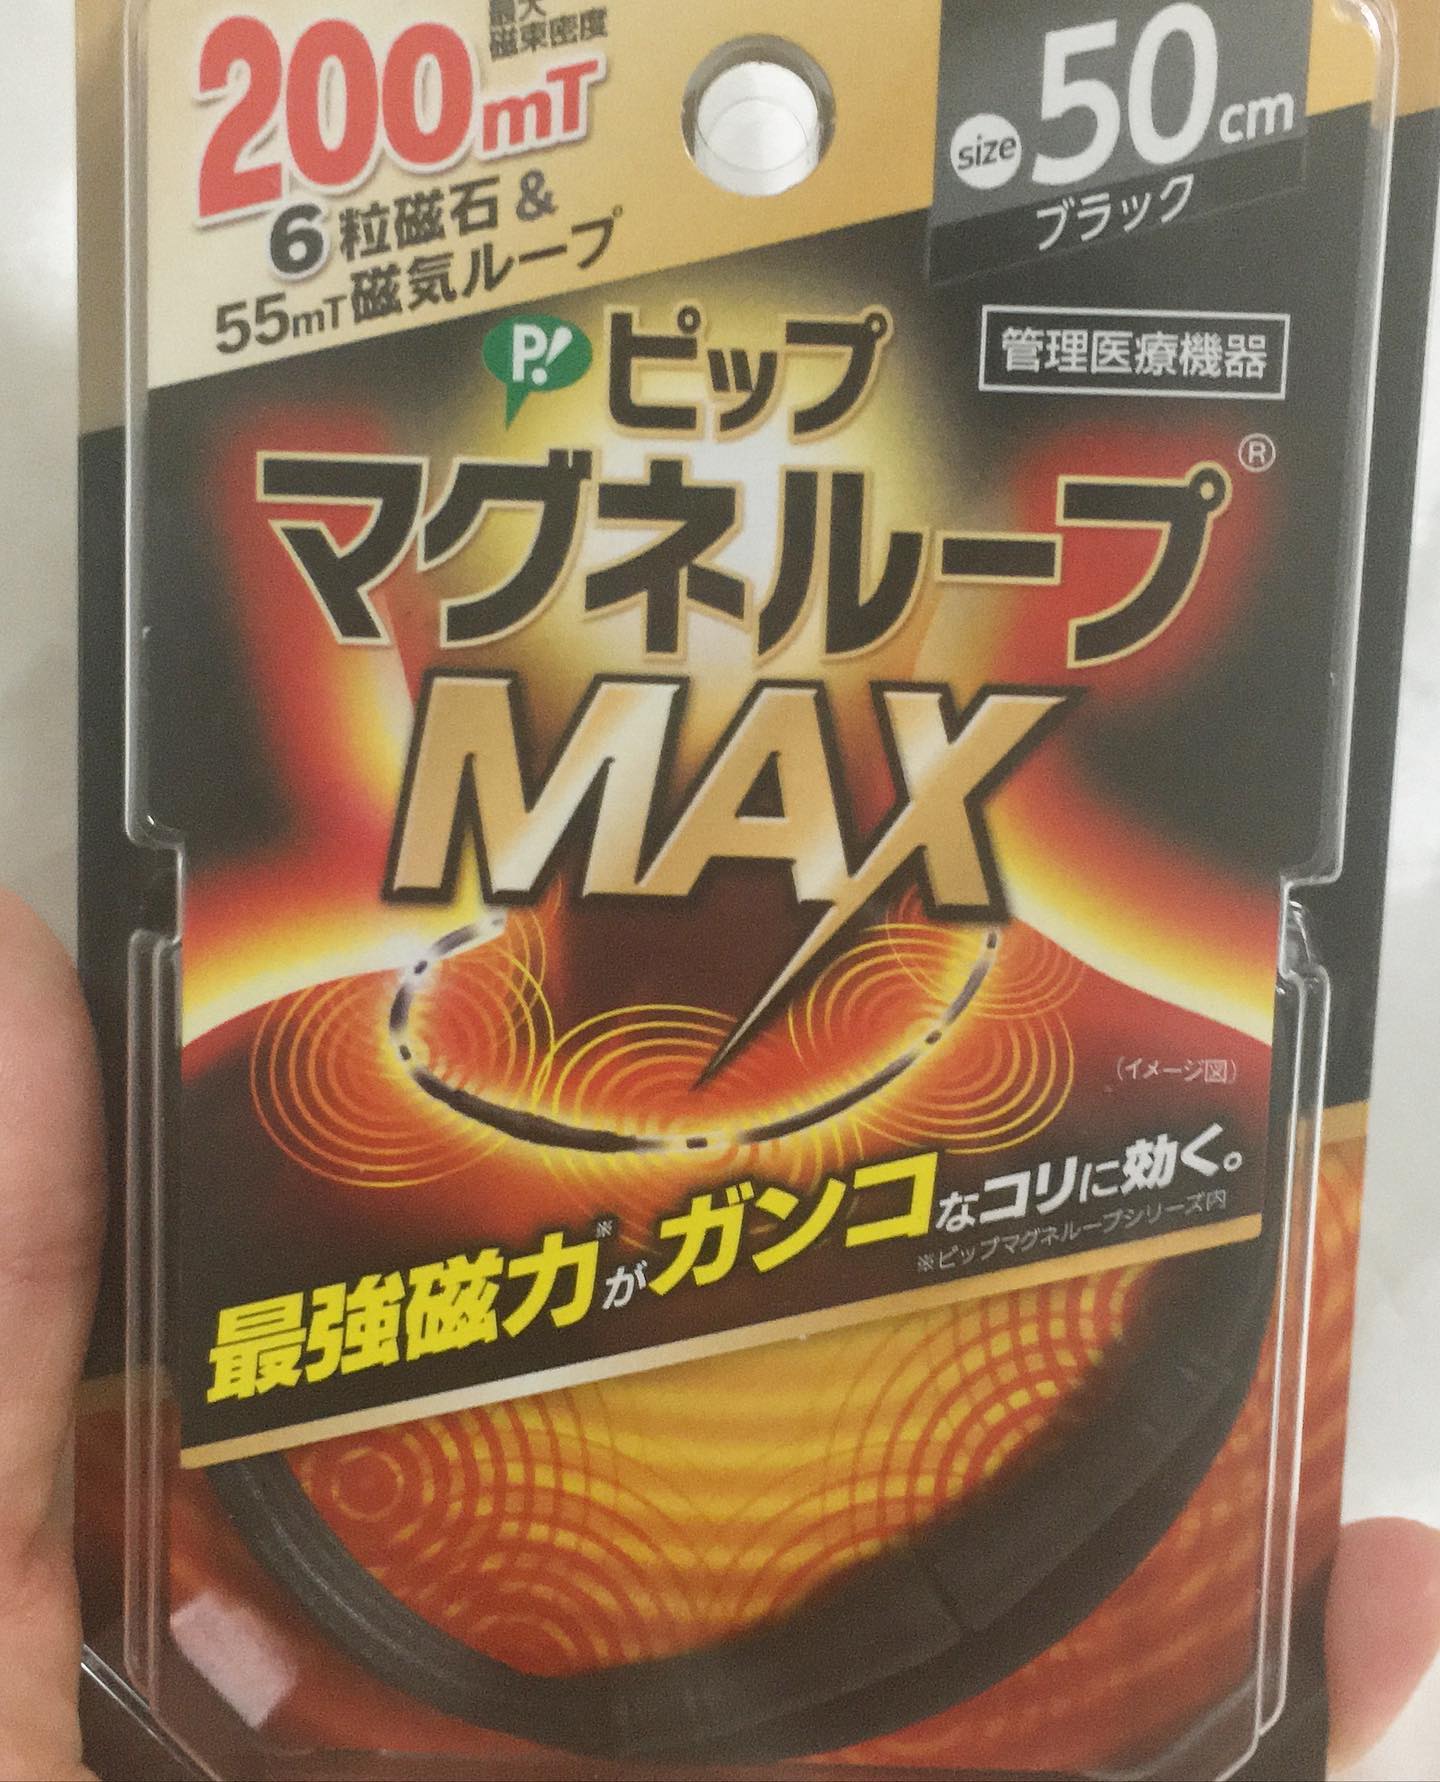 最大
磁束密度
200mT
6粒磁石&
55mT磁気ループ
size 50cm
ブラック
P! ピップ
管理医療機器
マグネループ®
MAX
(イメージ図)
最強磁力※がガンコなコリに効く。
※ピップマグネループシリーズ内